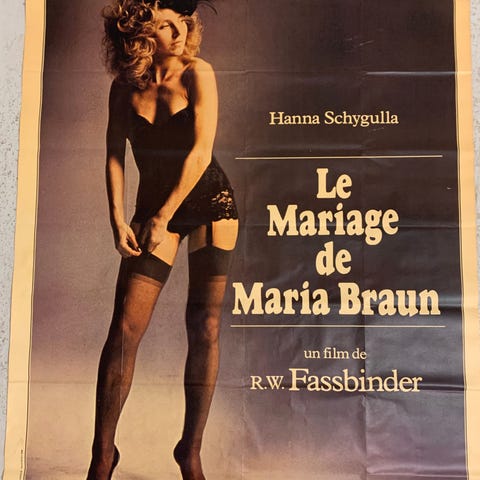 Hanna Schygulla
Le
Mariage
de
Maria Braun
un film de
R.W. Fassbinder